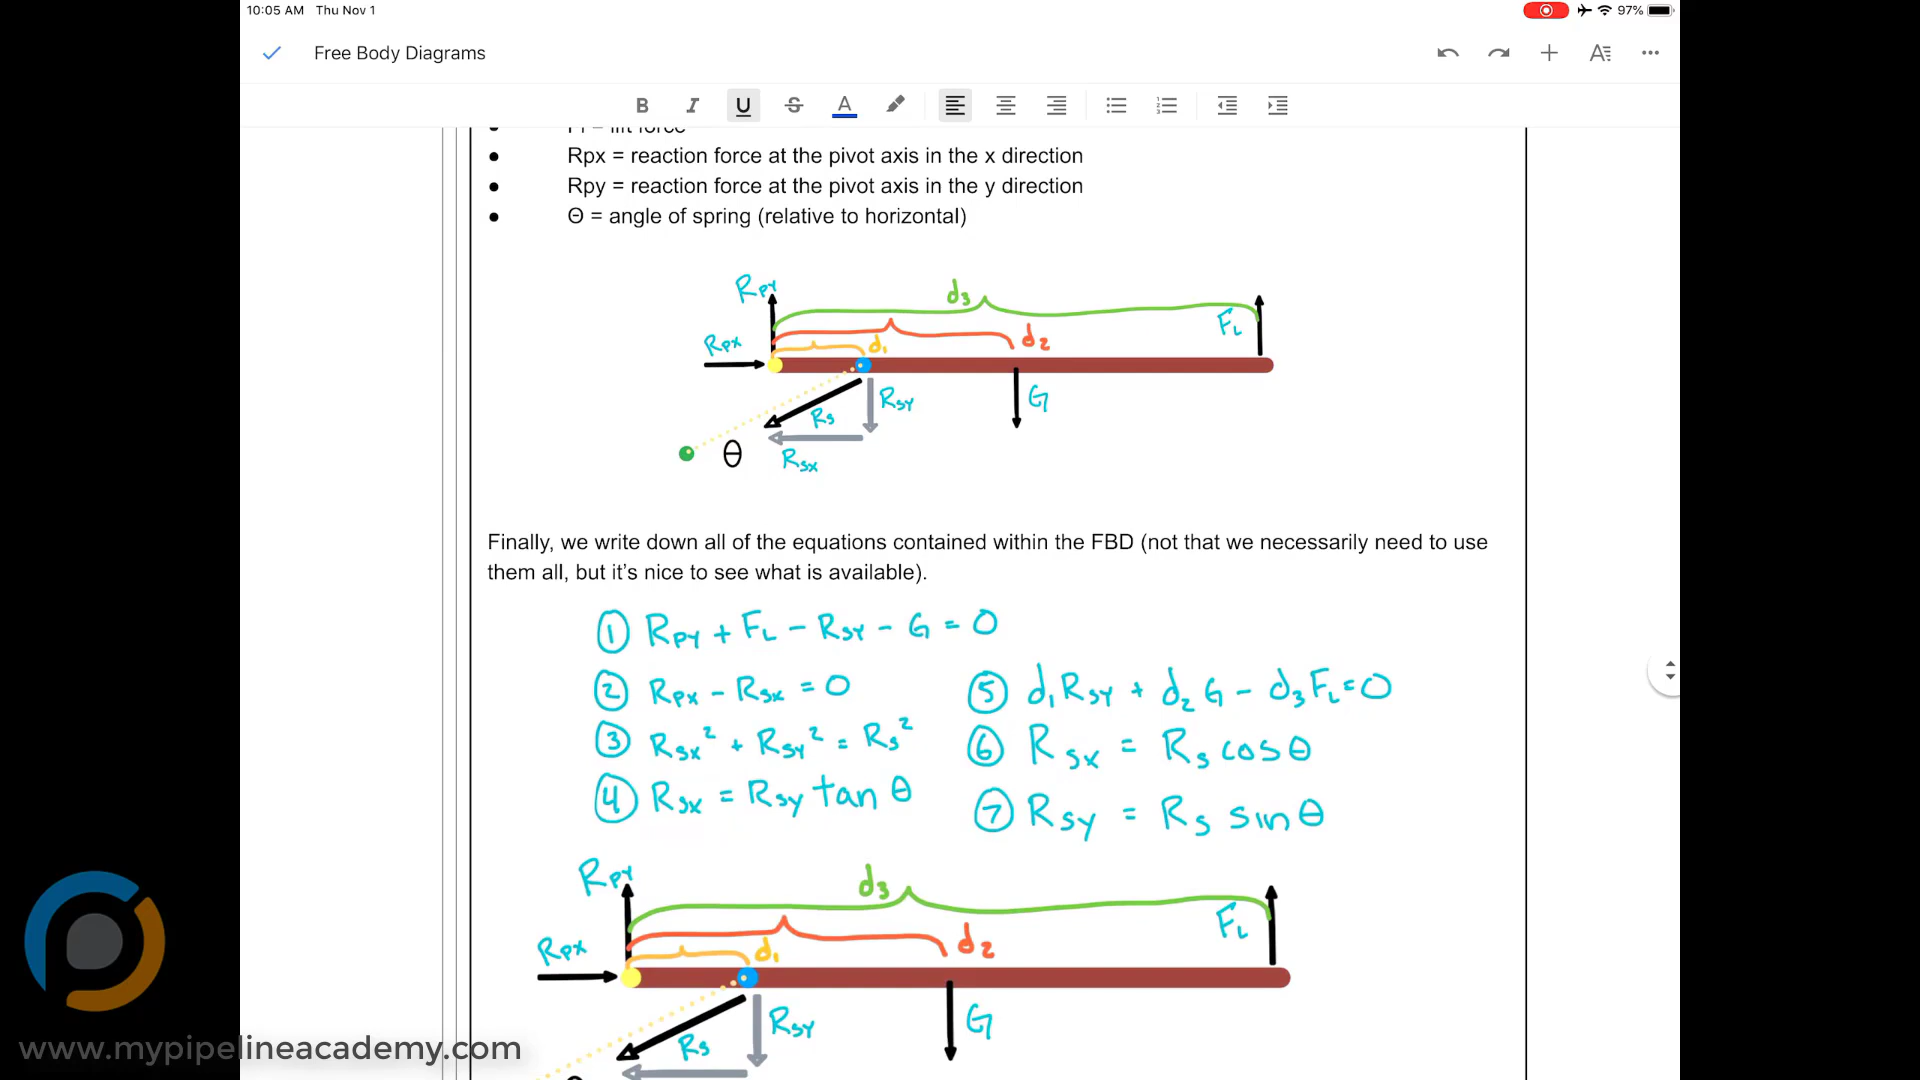 10:05 AM Thu Nov 1
97%
Free Body Diagrams
B I U S A
Fl = lift force
Rpx = reaction force at the pivot axis in the x direction
Rpy = reaction force at the pivot axis in the y direction
Θ = angle of spring (relative to horizontal)
RPY
d3
FL
RPX
d1
d2
RS
RSY
G
θ
RSX
Finally, we write down all of the equations contained within the FBD (not that we necessarily need to use
them all, but it’s nice to see what is available).
① RPY + FL - RSY - G = 0
② RPX - RSX = 0
③ RSX² + RSY² = RS²
④ RSX = RSY tan θ
⑤ d1RSY + d2G - d3FL = 0
⑥ RSX = RS cos θ
⑦ RSY = RS sin θ
RPY
d3
FL
RPX
d1
d2
RS
RSY
G
www.mypipelineacademy.com